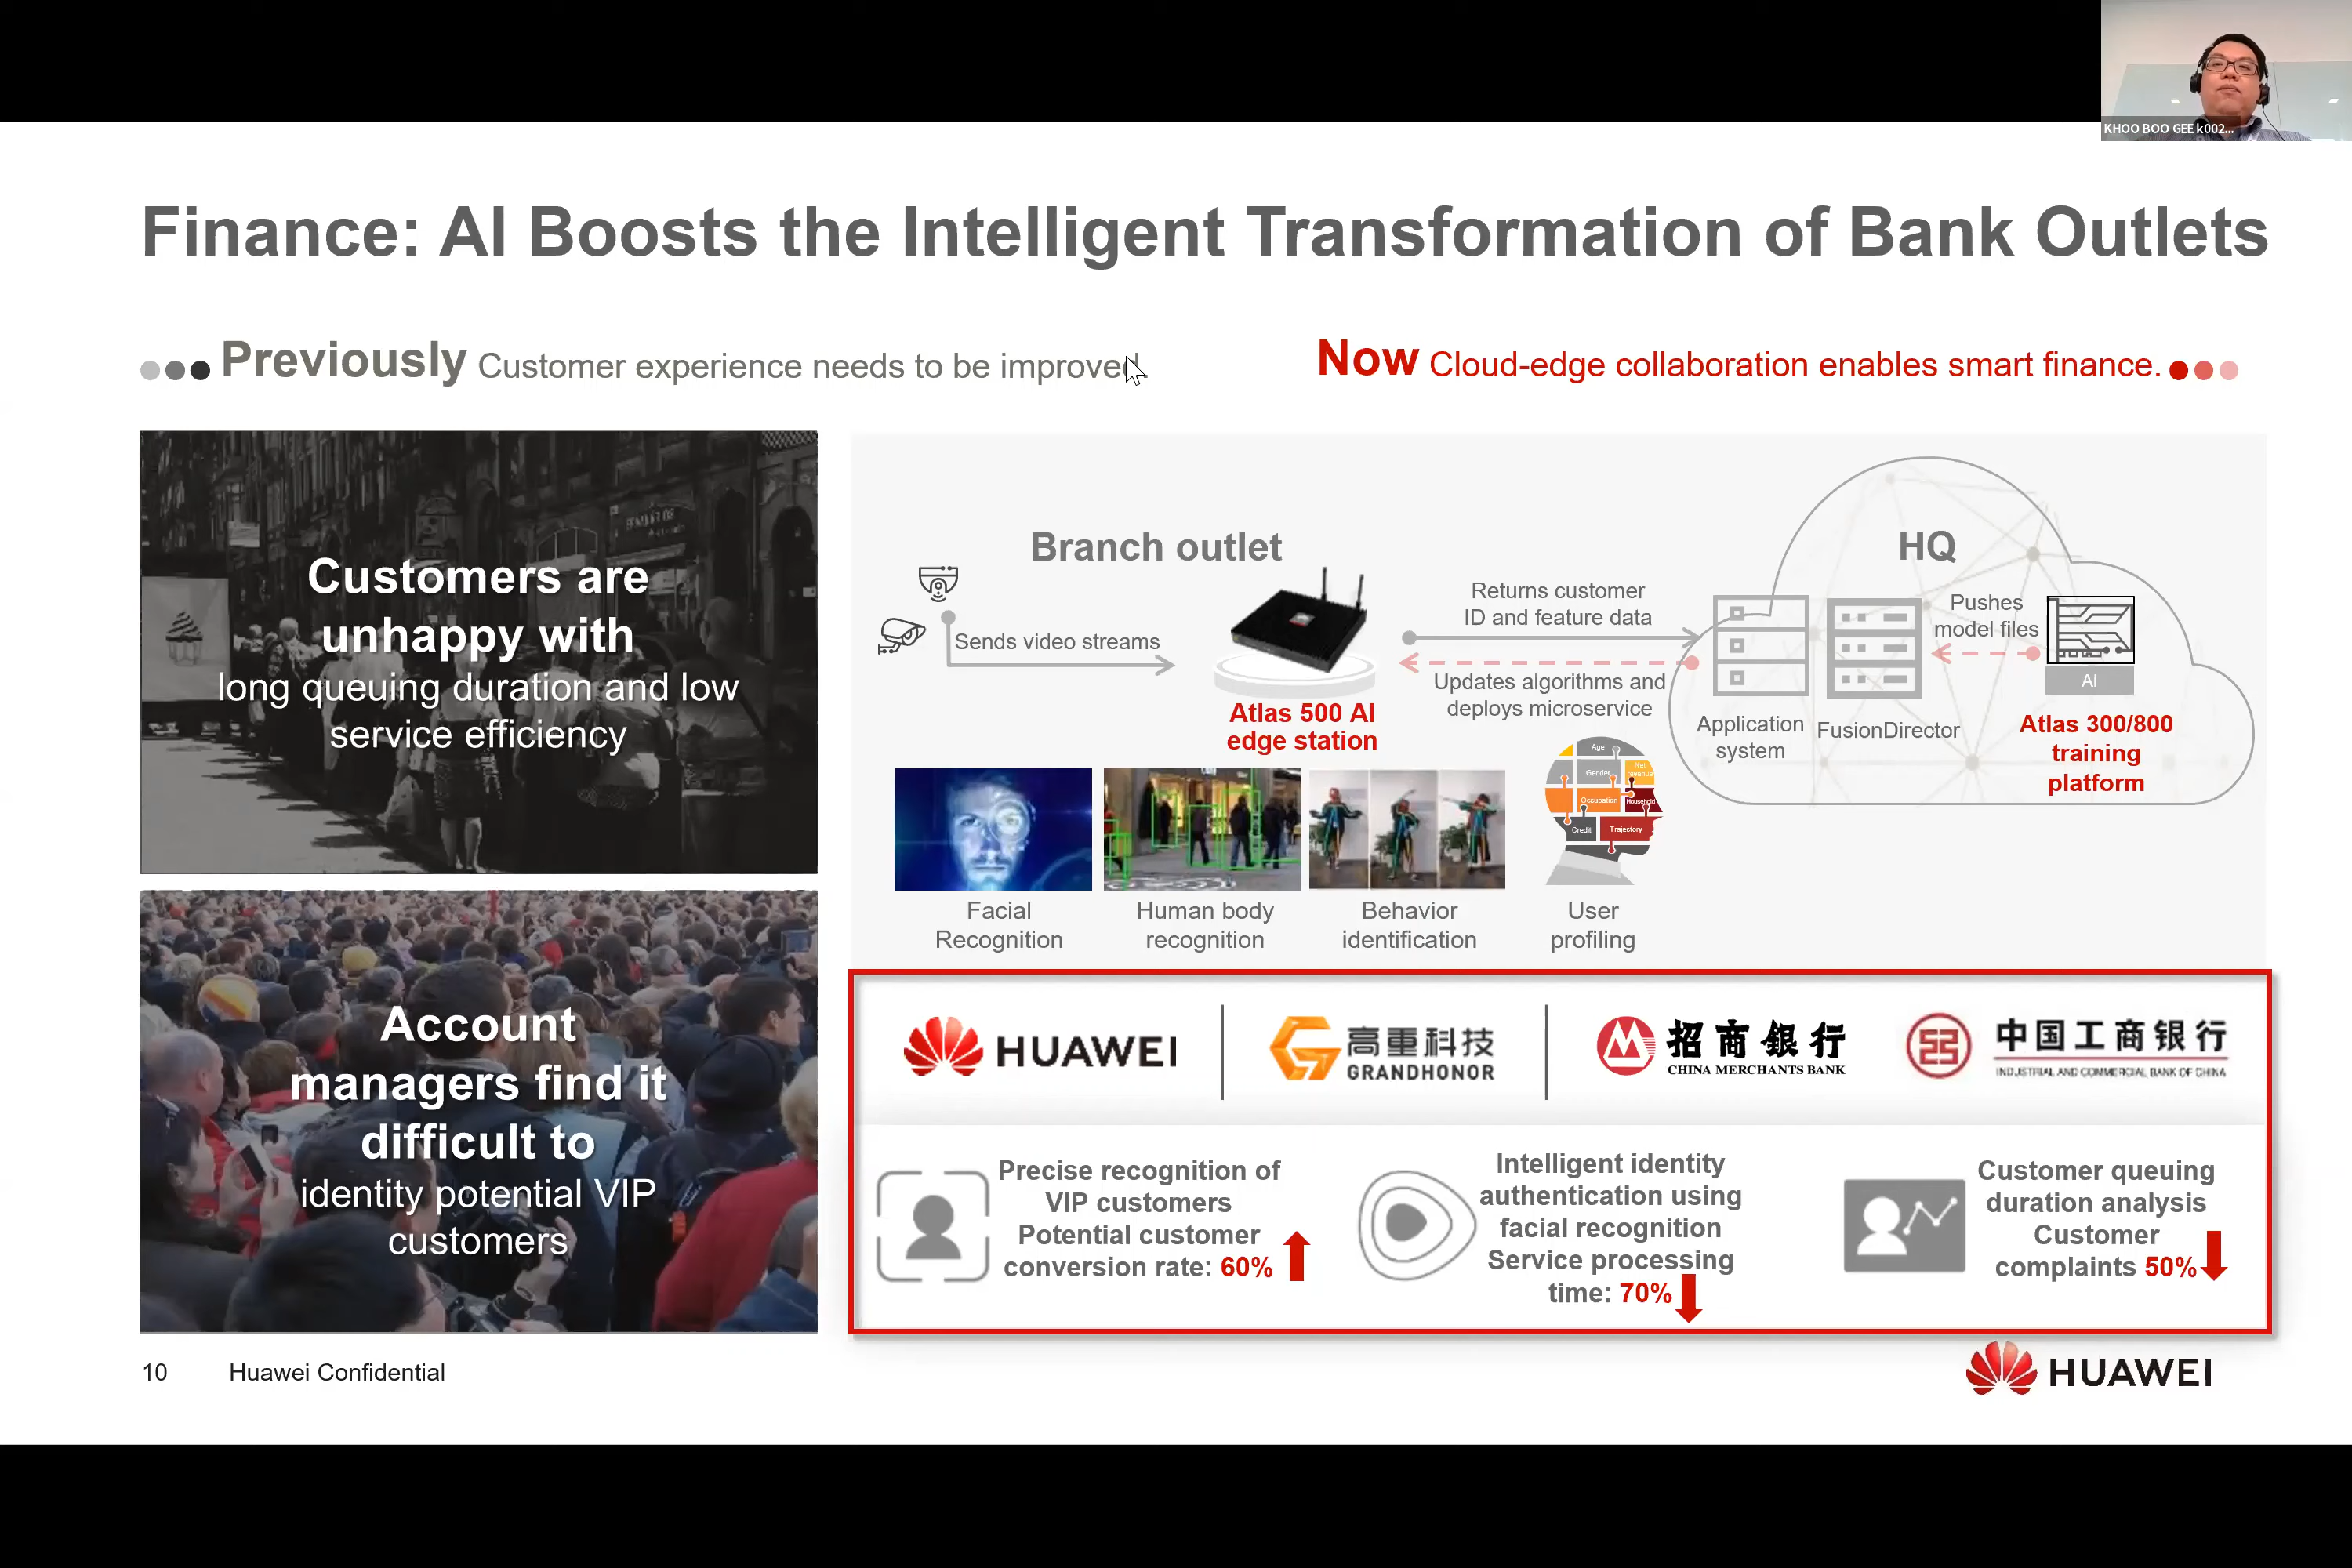 KHOO BOO GEE k002...
Finance: AI Boosts the Intelligent Transformation of Bank Outlets
Previously Customer experience needs to be improved
Now Cloud-edge collaboration enables smart finance.
Customers are
unhappy with
long queuing duration and low
service efficiency
Account
managers find it
difficult to
identity potential VIP
customers
Branch outlet
Sends video streams
Atlas 500 AI
edge station
Returns customer
ID and feature data
Updates algorithms and
deploys microservice
HQ
Application
system
FusionDirector
Pushes
model files
AI
Atlas 300/800
training
platform
Facial
Recognition
Human body
recognition
Behavior
identification
Age
Gender
Occupation
Household
Credit
Trajectory
User
profiling
HUAWEI
高重科技
GRANDHONOR
招商银行
CHINA MERCHANTS BANK
中国工商银行
INDUSTRIAL AND COMMERCIAL BANK OF CHINA
Precise recognition of
VIP customers
Potential customer
conversion rate: 60%
Intelligent identity
authentication using
facial recognition
Service processing
time: 70%
Customer queuing
duration analysis
Customer
complaints 50%
10
Huawei Confidential
HUAWEI